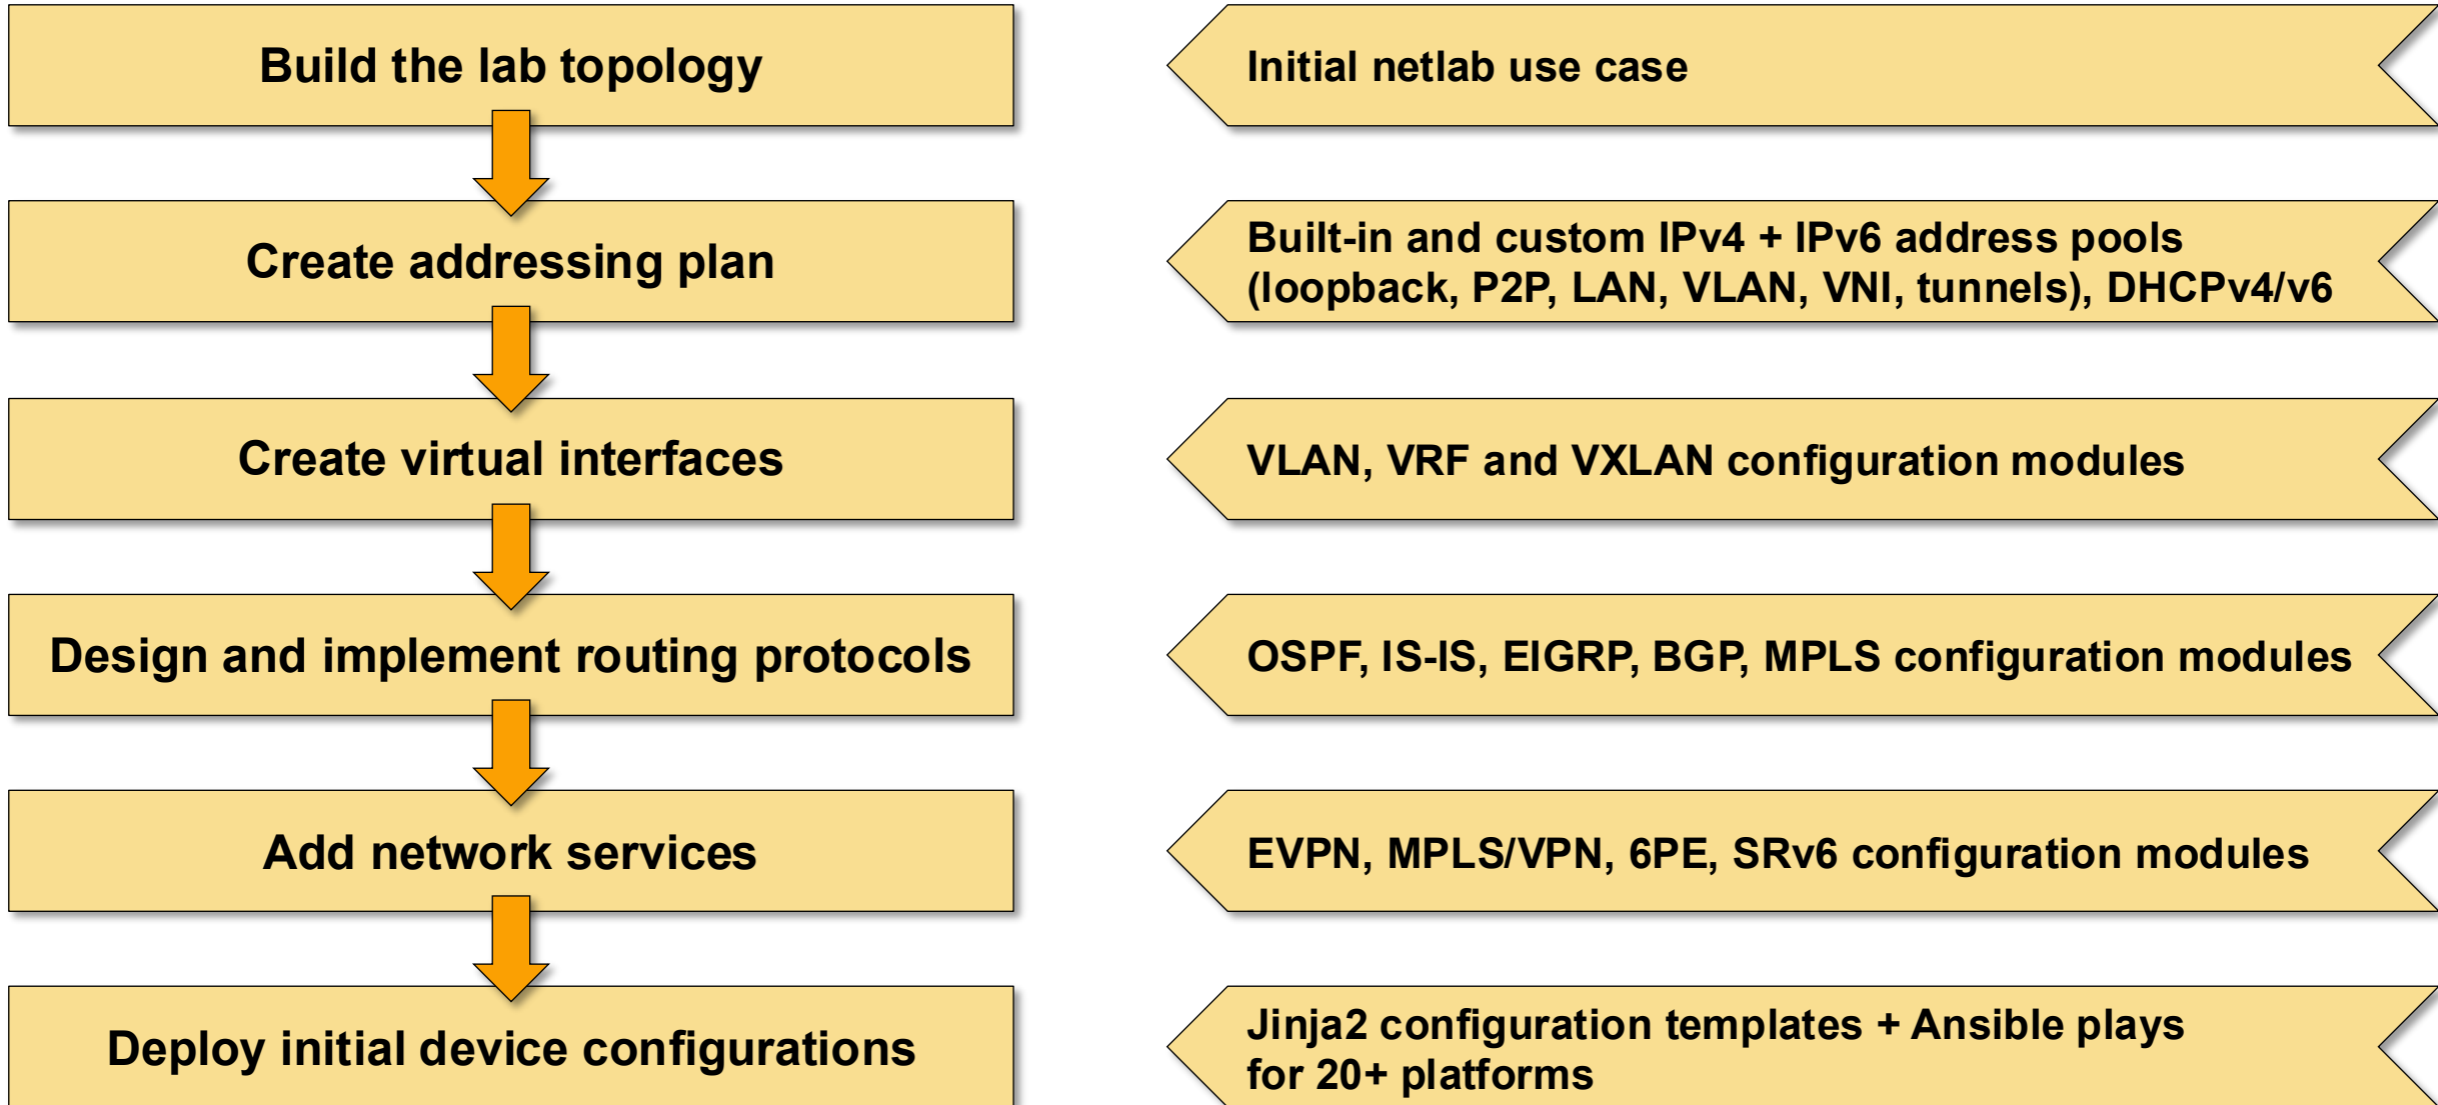 Build the lab topology
Initial netlab use case
Create addressing plan
Built-in and custom IPv4 + IPv6 address pools
(loopback, P2P, LAN, VLAN, VNI, tunnels), DHCPv4/v6
Create virtual interfaces
VLAN, VRF and VXLAN configuration modules
Design and implement routing protocols
OSPF, IS-IS, EIGRP, BGP, MPLS configuration modules
Add network services
EVPN, MPLS/VPN, 6PE, SRv6 configuration modules
Deploy initial device configurations
Jinja2 configuration templates + Ansible plays
for 20+ platforms